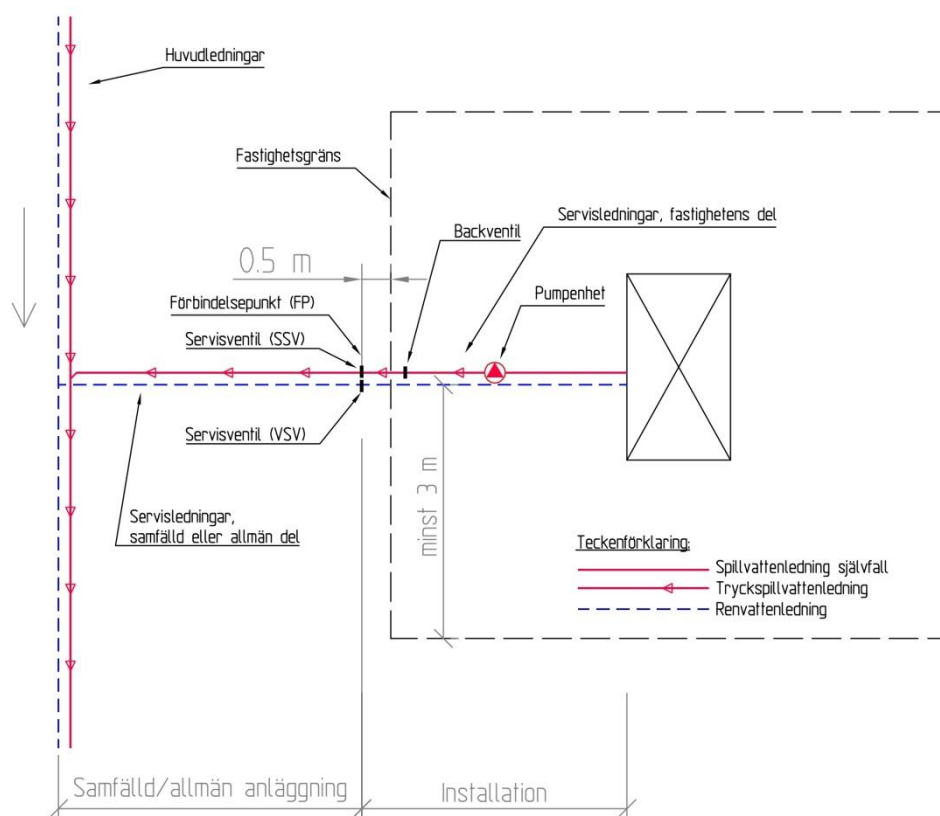 Huvudledningar
Fastighetsgräns
Servisledningar, fastighetens del
Backventil
0.5 m
Pumpenhet
Förbindelsepunkt (FP)
Servisventil (SSV)
Servisventil (VSV)
minst 3 m
Servisledningar,
samfälld eller allmän del
Teckenförklaring:
Spillvattenledning självfall
Tryckspillvattenledning
Renvattenledning
Samfälld/allmän anläggning
Installation